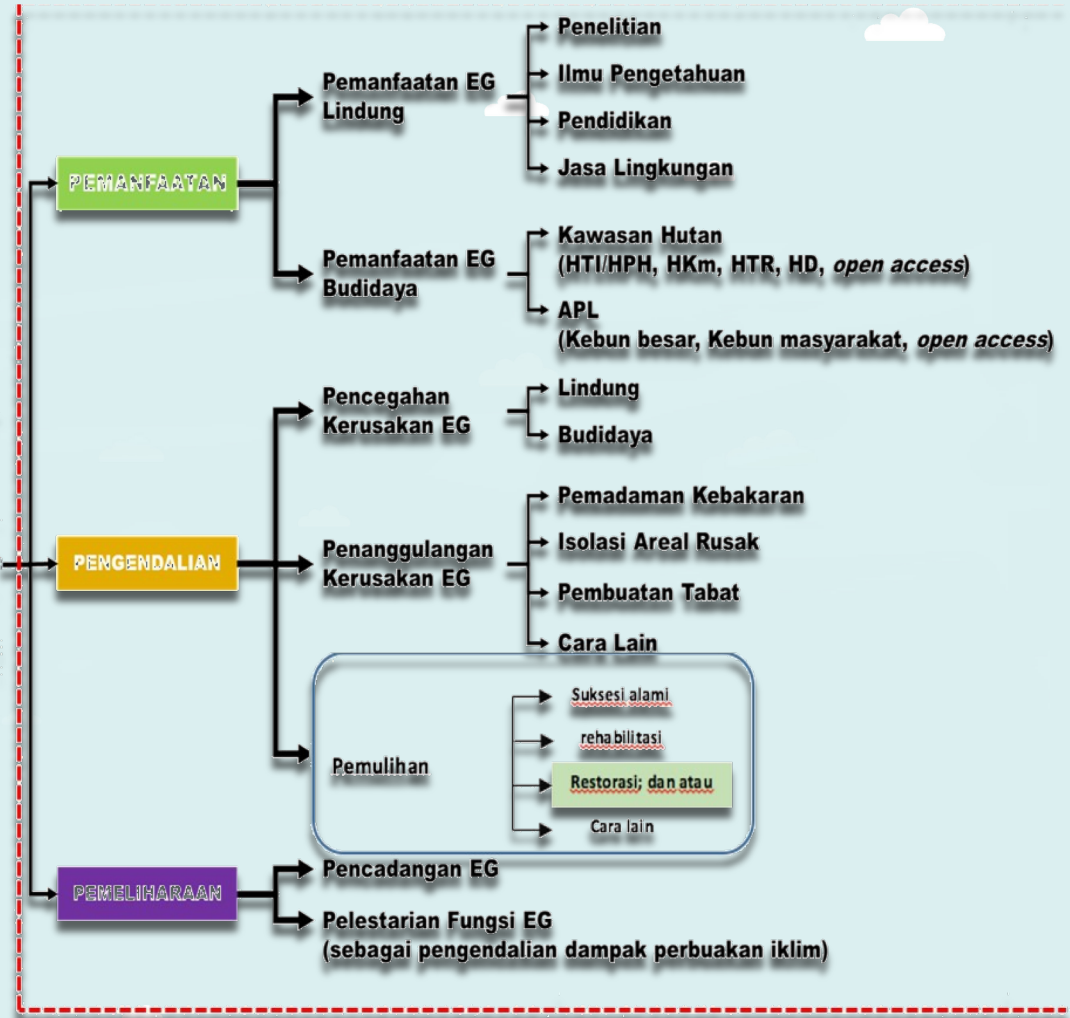 PEMANFAATAN
Pemanfaatan EG
Lindung
Penelitian
Ilmu Pengetahuan
Pendidikan
Jasa Lingkungan
Pemanfaatan EG
Budidaya
Kawasan Hutan
(HTI/HPH, HKm, HTR, HD, open access)
APL
(Kebun besar, Kebun masyarakat, open access)
PENGENDALIAN
Pencegahan
Kerusakan EG
Lindung
Budidaya
Penanggulangan
Kerusakan EG
Pemadaman Kebakaran
Isolasi Areal Rusak
Pembuatan Tabat
Cara Lain
Pemulihan
Suksesi alami
rehabilitasi
Restorasi; dan atau
Cara lain
PEMELIHARAAN
Pencadangan EG
Pelestarian Fungsi EG
(sebagai pengendalian dampak perbuakan iklim)